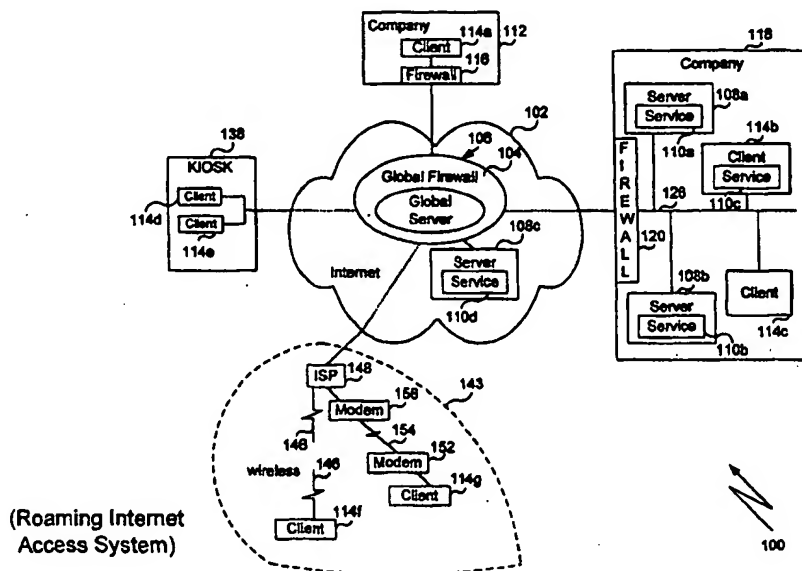 Company
Client
Firewall
114a
112
116
102
106
104
Global Firewall
Global
Server
Internet
108c
Server
Service
110d
138
KIOSK
Client
Client
114d
114e
118
Company
Server
Service
108a
110a
114b
Client
Service
110c
FIREWALL
126
120
108b
Server
Service
110b
Client
114c
ISP
148
143
Modem
156
154
146
wireless
146
152
Modem
Client
114g
Client
114f
(Roaming Internet
Access System)
100